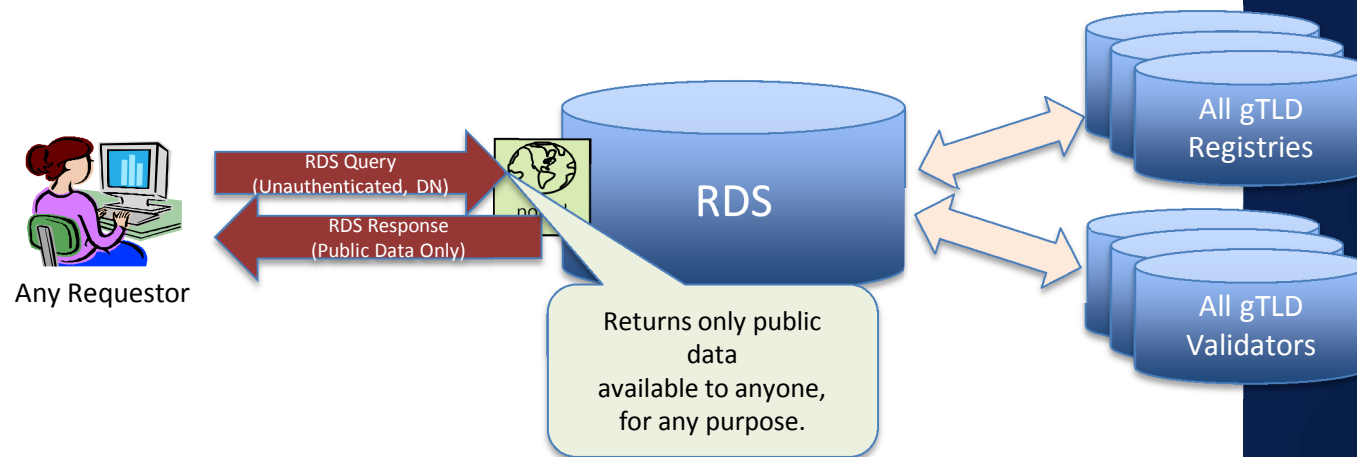 RDS Query
(Unauthenticated, DN)
RDS Response
(Public Data Only)
Any Requestor
RDS
Returns only public
data
available to anyone,
for any purpose.
All gTLD
Registries
All gTLD
Validators